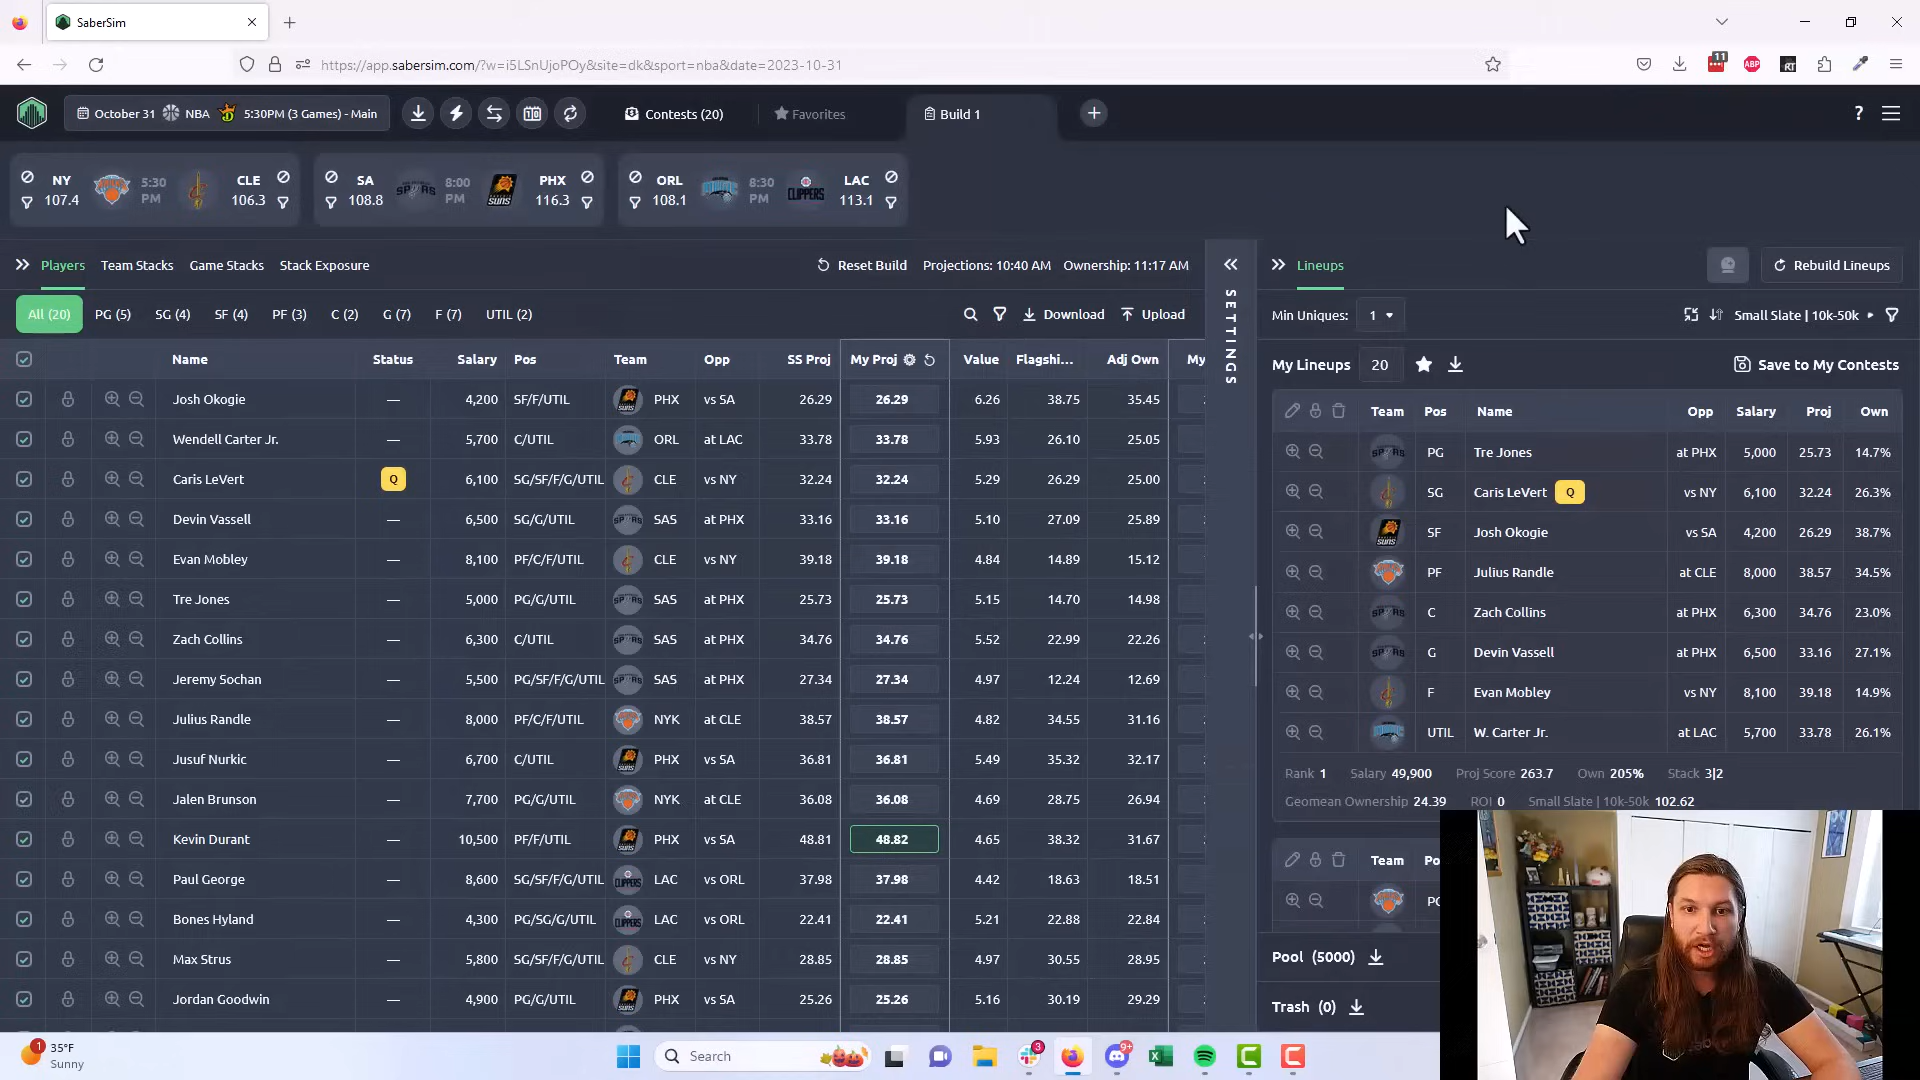 SaberSim
https://app.sabersim.com/?w=i5LSnUjoPOy&site=dk&sport=nba&date=2023-10-31
11
ABP
RT
October 31 NBA 5:30PM (3 Games) - Main
Contests (20)
Favorites
Build 1
?
NY 107.4 5:30 PM CLE 106.3
SA 108.8 8:00 PM PHX 116.3
ORL 108.1 8:30 PM LAC 113.1
Players Team Stacks Game Stacks Stack Exposure
Reset Build Projections: 10:40 AM Ownership: 11:17 AM
All (20) PG (5) SG (4) SF (4) PF (3) C (2) G (7) F (7) UTIL (2)
Download Upload
Name Status Salary Pos Team Opp SS Proj My Proj Value Flagshi... Adj Own My
Josh Okogie — 4,200 SF/F/UTIL PHX vs SA 26.29 26.29 6.26 38.75 35.45
Wendell Carter Jr. — 5,700 C/UTIL ORL at LAC 33.78 33.78 5.93 26.10 25.05
Caris LeVert Q 6,100 SG/SF/F/G/UTIL CLE vs NY 32.24 32.24 5.29 26.29 25.00
Devin Vassell — 6,500 SG/G/UTIL SAS at PHX 33.16 33.16 5.10 27.09 25.89
Evan Mobley — 8,100 PF/C/F/UTIL CLE vs NY 39.18 39.18 4.84 14.89 15.12
Tre Jones — 5,000 PG/G/UTIL SAS at PHX 25.73 25.73 5.15 14.70 14.98
Zach Collins — 6,300 C/UTIL SAS at PHX 34.76 34.76 5.52 22.99 22.26
Jeremy Sochan — 5,500 PG/SF/F/G/UTIL SAS at PHX 27.34 27.34 4.97 12.24 12.69
Julius Randle — 8,000 PF/C/F/UTIL NYK at CLE 38.57 38.57 4.82 34.55 31.16
Jusuf Nurkic — 6,700 C/UTIL PHX vs SA 36.81 36.81 5.49 35.32 32.17
Jalen Brunson — 7,700 PG/G/UTIL NYK at CLE 36.08 36.08 4.69 28.75 26.94
Kevin Durant — 10,500 PF/F/UTIL PHX vs SA 48.81 48.82 4.65 38.32 31.67
Paul George — 8,600 SG/SF/F/G/UTIL LAC vs ORL 37.98 37.98 4.42 18.63 18.51
Bones Hyland — 4,300 PG/SG/G/UTIL LAC vs ORL 22.41 22.41 5.21 22.88 22.84
Max Strus — 5,800 SG/SF/F/G/UTIL CLE vs NY 28.85 28.85 4.97 30.55 28.95
Jordan Goodwin — 4,900 PG/G/UTIL PHX vs SA 25.26 25.26 5.16 30.19 29.29
SETTINGS
Lineups
Rebuild Lineups
Min Uniques: 1
Small Slate | 10k-50k
My Lineups 20
Save to My Contests
Team Pos Name Opp Salary Proj Own
PG Tre Jones at PHX 5,000 25.73 14.7%
SG Caris LeVert Q vs NY 6,100 32.24 26.3%
SF Josh Okogie vs SA 4,200 26.29 38.7%
PF Julius Randle at CLE 8,000 38.57 34.5%
C Zach Collins at PHX 6,300 34.76 23.0%
G Devin Vassell at PHX 6,500 33.16 27.1%
F Evan Mobley vs NY 8,100 39.18 14.9%
UTIL W. Carter Jr. at LAC 5,700 33.78 26.1%
Rank 1 Salary 49,900 Proj Score 263.7 Own 205% Stack 3|2
Geomean Ownership 24.39 ROI 0 Small Slate | 10k-50k 102.62
Team Po
PG
Pool (5000)
Trash (0)
1
35°F
Sunny
Search
3
9+